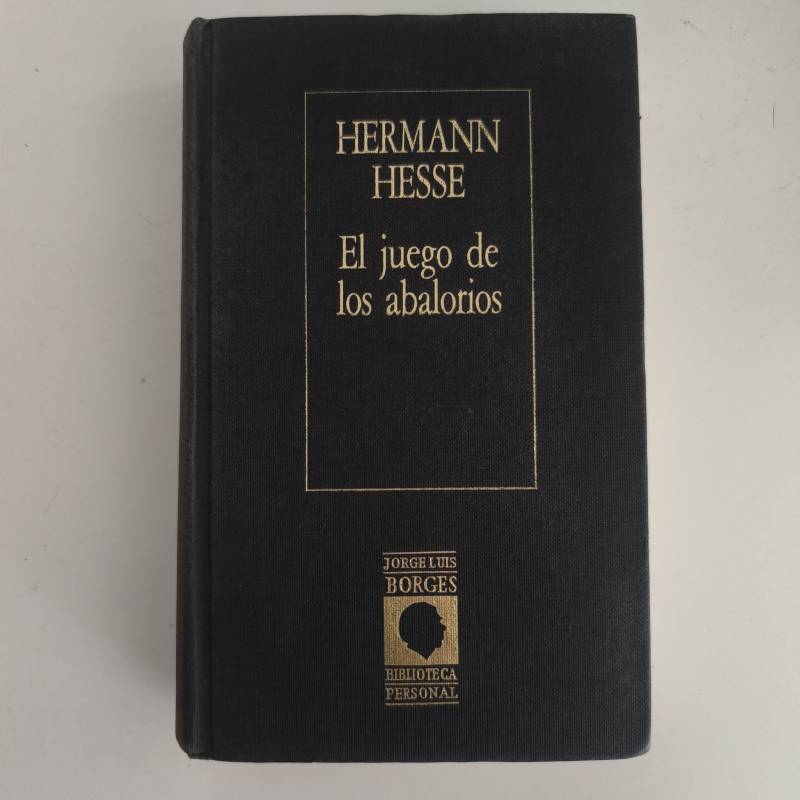 HERMANN
HESSE
El juego de
los abalorios
JORGE LUIS
BORGES
BIBLIOTECA
PERSONAL